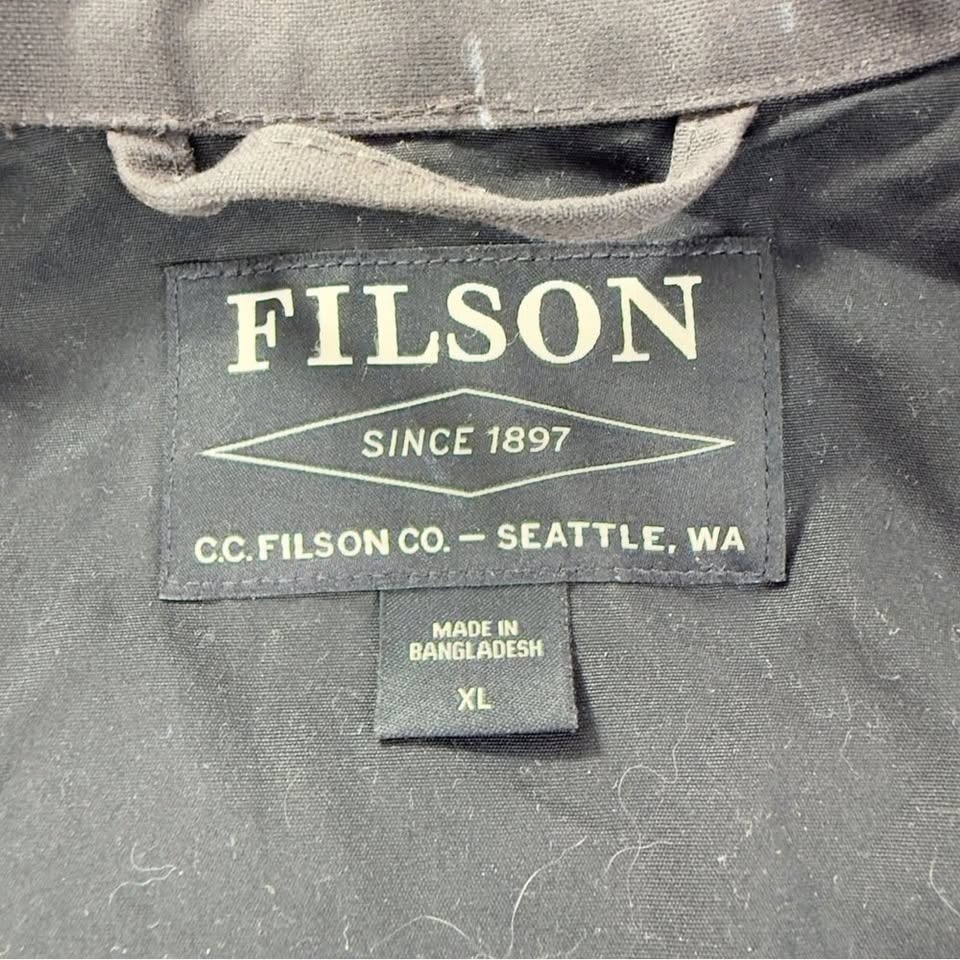 FILSON
SINCE 1897
C.C. FILSON CO. — SEATTLE, WA
MADE IN
BANGLADESH
XL